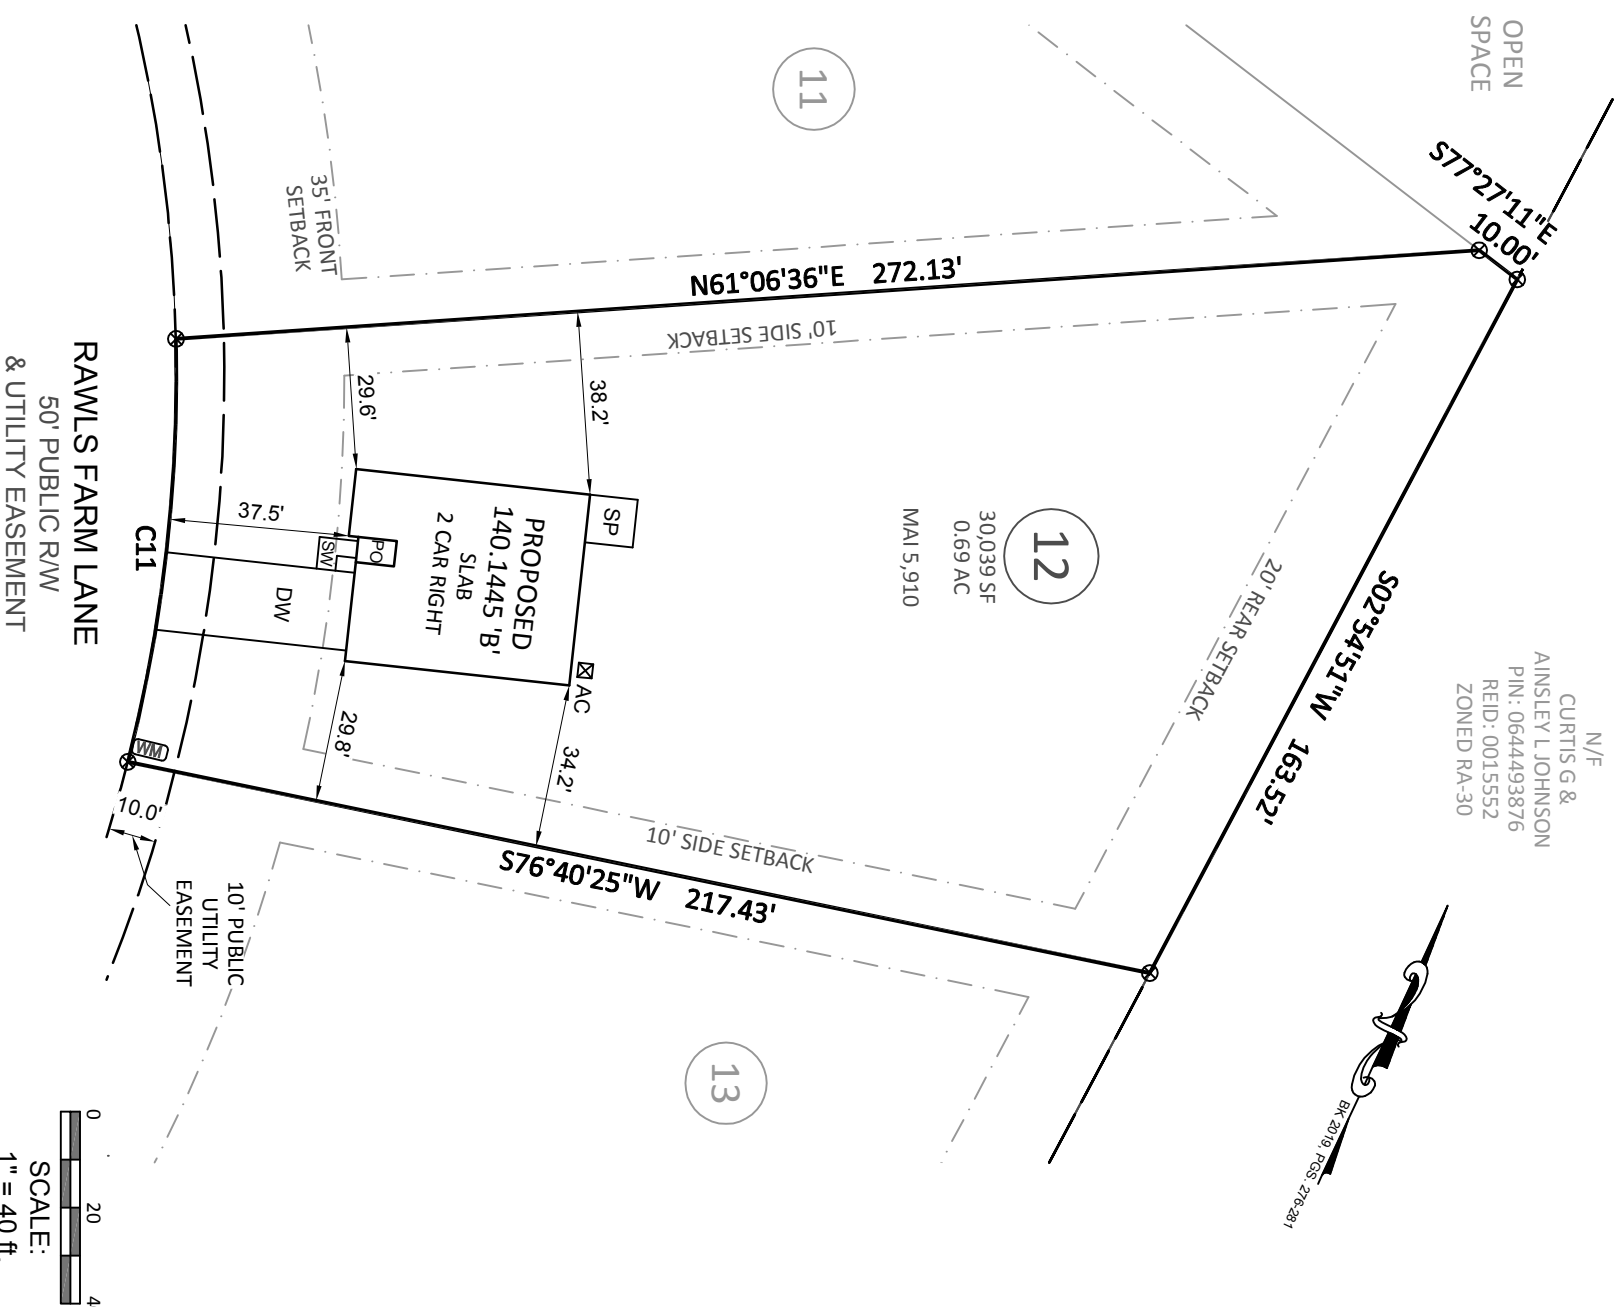 OPEN
SPACE
11
S77°27'11"E
10.00'
35' FRONT
SETBACK
N61°06'36"E 272.13'
10' SIDE SETBACK
29.6'
38.2'
12
30,039 SF
0.69 AC
MAI 5,910
20' REAR SETBACK
S02°54'51"W 163.52'
N/F
CURTIS G &
AINSLEY L JOHNSON
PIN: 0644493876
REID: 0015552
ZONED RA-30
SP
PROPOSED
140.1445 'B'
SLAB
2 CAR RIGHT
PO
SW
37.5'
DW
AC
29.8'
34.2'
RAWLS FARM LANE
50' PUBLIC R/W
& UTILITY EASEMENT
C11
WM
10.0'
10' PUBLIC
UTILITY
EASEMENT
10' SIDE SETBACK
S76°40'25"W 217.43'
13
BK 2019, PGS. 276-281
0 20 4
SCALE:
1" = 40 ft.